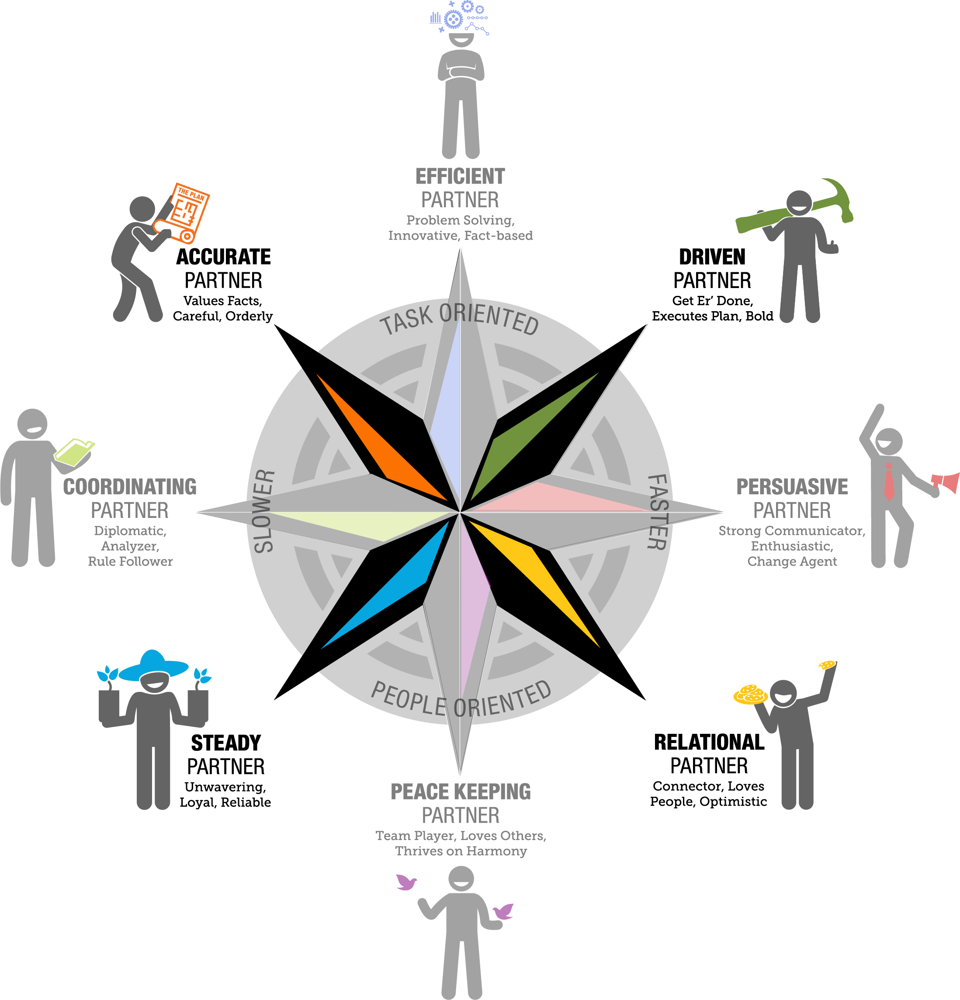 EFFICIENT
PARTNER
Problem Solving,
Innovative, Fact-based
THE PLAN
ACCURATE
PARTNER
Values Facts,
Careful, Orderly
DRIVEN
PARTNER
Get Er’ Done,
Executes Plan, Bold
TASK ORIENTED
COORDINATING
PARTNER
Diplomatic,
Analyzer,
Rule Follower
SLOWER
FASTER
PERSUASIVE
PARTNER
Strong Communicator,
Enthusiastic,
Change Agent
PEOPLE ORIENTED
STEADY
PARTNER
Unwavering,
Loyal, Reliable
RELATIONAL
PARTNER
Connector, Loves
People, Optimistic
PEACE KEEPING
PARTNER
Team Player, Loves Others,
Thrives on Harmony